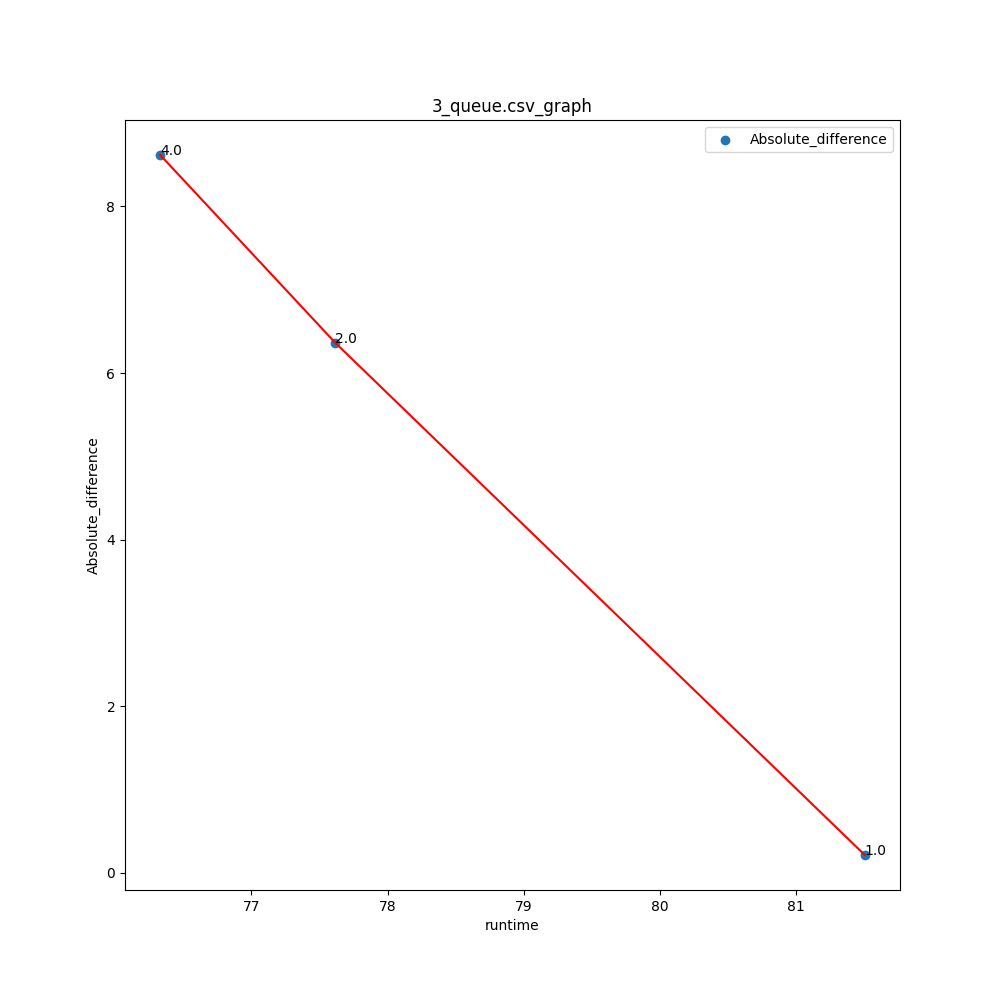 3_queue.csv_graph
Absolute_difference
4.0
2.0
1.0
8
6
4
2
0
Absolute_difference
77 78 79 80 81
runtime